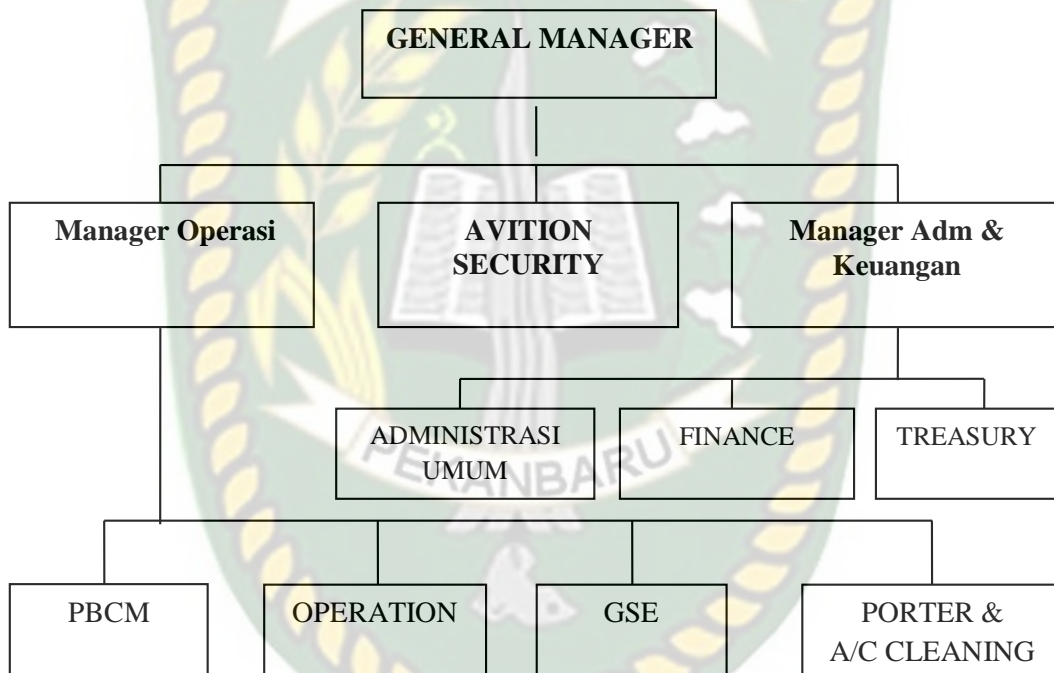 GENERAL MANAGER
Manager Operasi
AVITION
SECURITY
Manager Adm &
Keuangan
ADMINISTRASI
UMUM
FINANCE
TREASURY
PEKANBARU
PBCM
OPERATION
GSE
PORTER &
A/C CLEANING